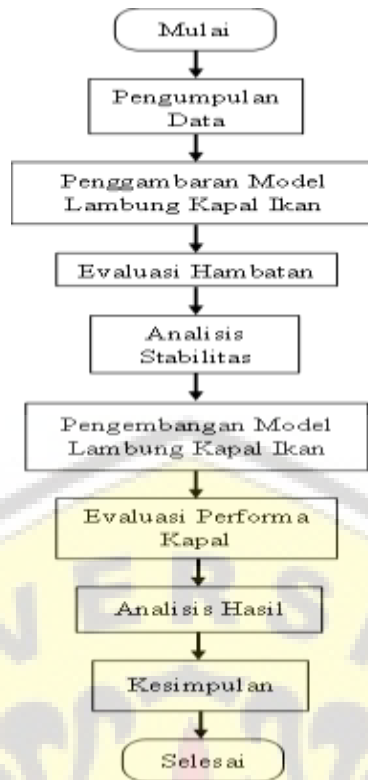 Mulai
Pengumpulan
Data
Penggambaran Model
Lambung Kapal Ikan
Evaluasi Hambatan
Analisis
Stabilitas
Pengembangan Model
Lambung Kapal Ikan
Evaluasi Performa
Kapal
Analisis Hasil
Kesimpulan
Selesai